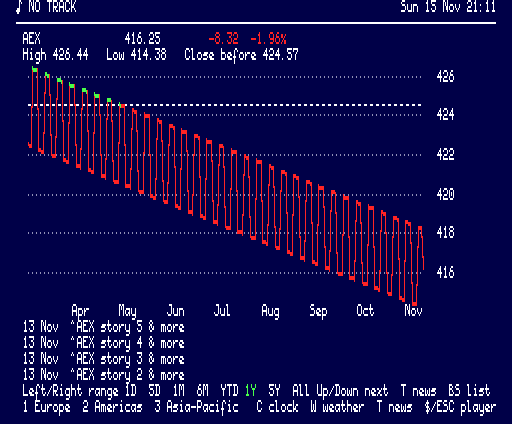 ♪ NO TRACK Sun 15 Nov 21:11
AEX 416.25 -8.32 -1.96%
High 426.44 Low 414.38 Close before 424.57
426
424
422
420
418
416
Apr May Jun Jul Aug Sep Oct Nov
13 Nov ^AEX story 5 & more
13 Nov ^AEX story 4 & more
13 Nov ^AEX story 3 & more
13 Nov ^AEX story 2 & more
Left/Right range 1D 5D 1M 6M YTD 1Y 5Y All Up/Down next T news BS list
1 Europe 2 Americas 3 Asia-Pacific C clock W weather T news $/ESC player